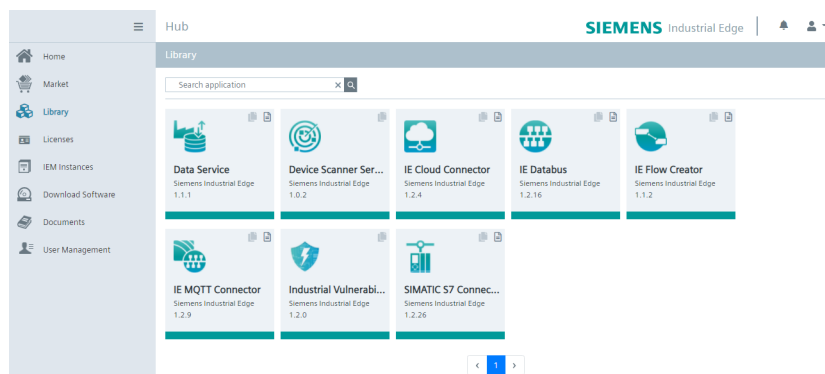 Hub
SIEMENS Industrial Edge
Home
Market
Library
Licenses
IEM Instances
Download Software
Documents
User Management
Library
Search application
Data Service
Siemens Industrial Edge
1.1.1
Device Scanner Ser...
Siemens Industrial Edge
1.0.2
IE Cloud Connector
Siemens Industrial Edge
1.2.4
IE Databus
Siemens Industrial Edge
1.2.16
IE Flow Creator
Siemens Industrial Edge
1.1.2
IE MQTT Connector
Siemens Industrial Edge
1.2.9
Industrial Vulnerabi...
Siemens Industrial Edge
1.2.0
SIMATIC S7 Connec...
Siemens Industrial Edge
1.2.26
1